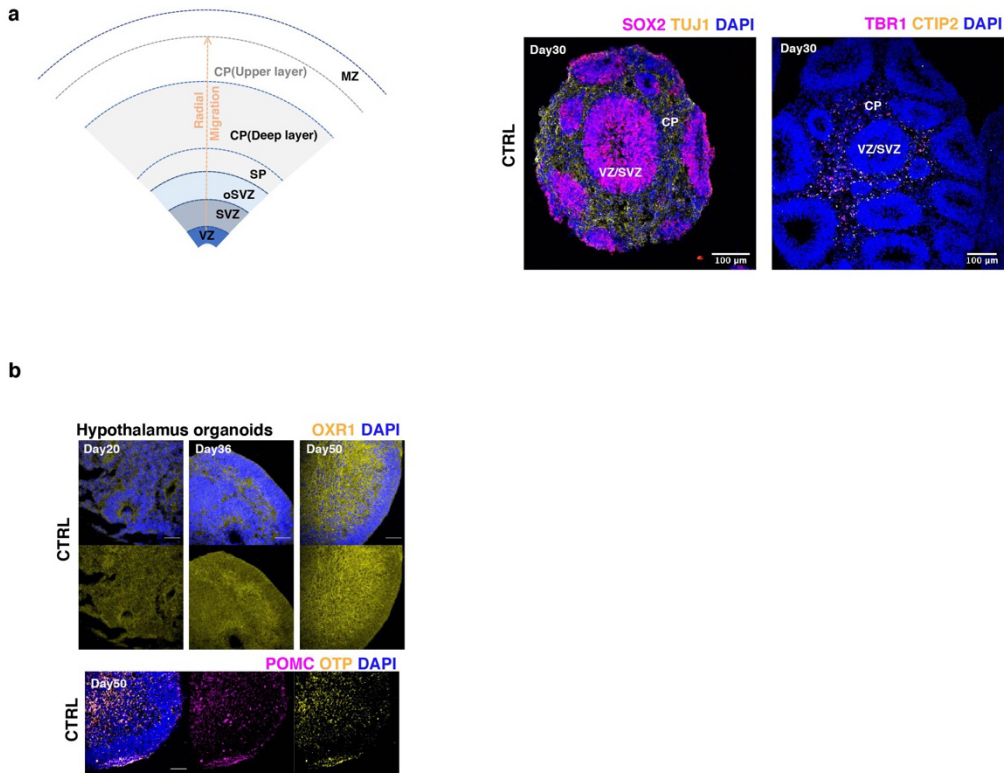 a
CP(Upper layer)
MZ
Radial
Migration
CP(Deep layer)
SP
oSVZ
SVZ
VZ
SOX2 TUJ1 DAPI
TBR1 CTIP2 DAPI
CTRL
Day30
CP
VZ/SVZ
100 µm
Day30
CP
VZ/SVZ
100 µm
b
Hypothalamus organoids
OXR1 DAPI
CTRL
Day20
Day36
Day50
POMC OTP DAPI
CTRL
Day50